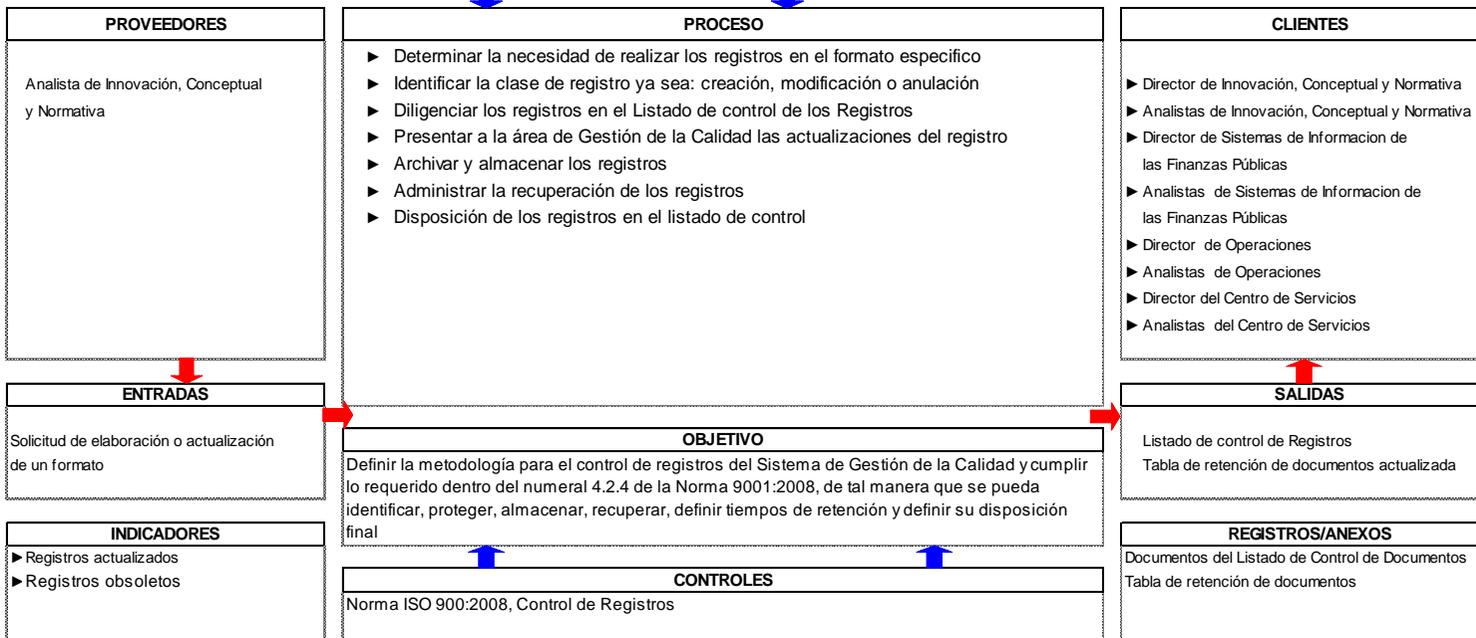 PROVEEDORES
Analista de Innovación, Conceptual
y Normativa
PROCESO
► Determinar la necesidad de realizar los registros en el formato especifico
► Identificar la clase de registro ya sea: creación, modificación o anulación
► Diligenciar los registros en el Listado de control de los Registros
► Presentar a la área de Gestión de la Calidad las actualizaciones del registro
► Archivar y almacenar los registros
► Administrar la recuperación de los registros
► Disposición de los registros en el listado de control
CLIENTES
► Director de Innovación, Conceptual y Normativa
► Analistas de Innovación, Conceptual y Normativa
► Director de Sistemas de Informacion de
las Finanzas Públicas
► Analistas de Sistemas de Informacion de
las Finanzas Públicas
► Director de Operaciones
► Analistas de Operaciones
► Director del Centro de Servicios
► Analistas del Centro de Servicios
ENTRADAS
Solicitud de elaboración o actualización
de un formato
OBJETIVO
Definir la metodología para el control de registros del Sistema de Gestión de la Calidad y cumplir
lo requerido dentro del numeral 4.2.4 de la Norma 9001:2008, de tal manera que se pueda
identificar, proteger, almacenar, recuperar, definir tiempos de retención y definir su disposición
final
SALIDAS
Listado de control de Registros
Tabla de retención de documentos actualizada
INDICADORES
► Registros actualizados
► Registros obsoletos
CONTROLES
Norma ISO 900:2008, Control de Registros
REGISTROS/ANEXOS
Documentos del Listado de Control de Documentos
Tabla de retención de documentos